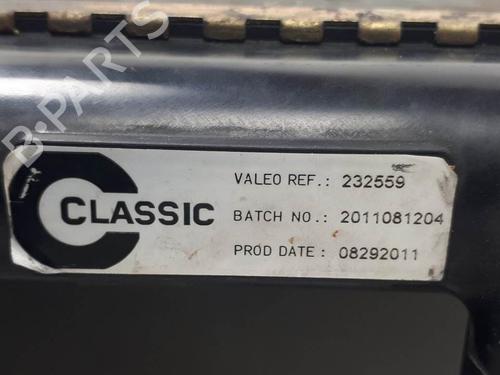 B-PARTS
CLASSIC
VALEO REF.: 232559
BATCH NO.: 2011081204
PROD DATE: 08292011